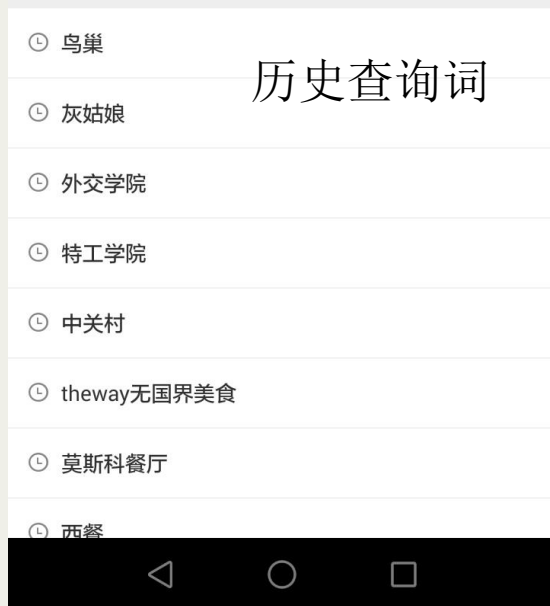 鸟巢
历史查询词
灰姑娘
外交学院
特工学院
中关村
theway无国界美食
莫斯科餐厅
西餐